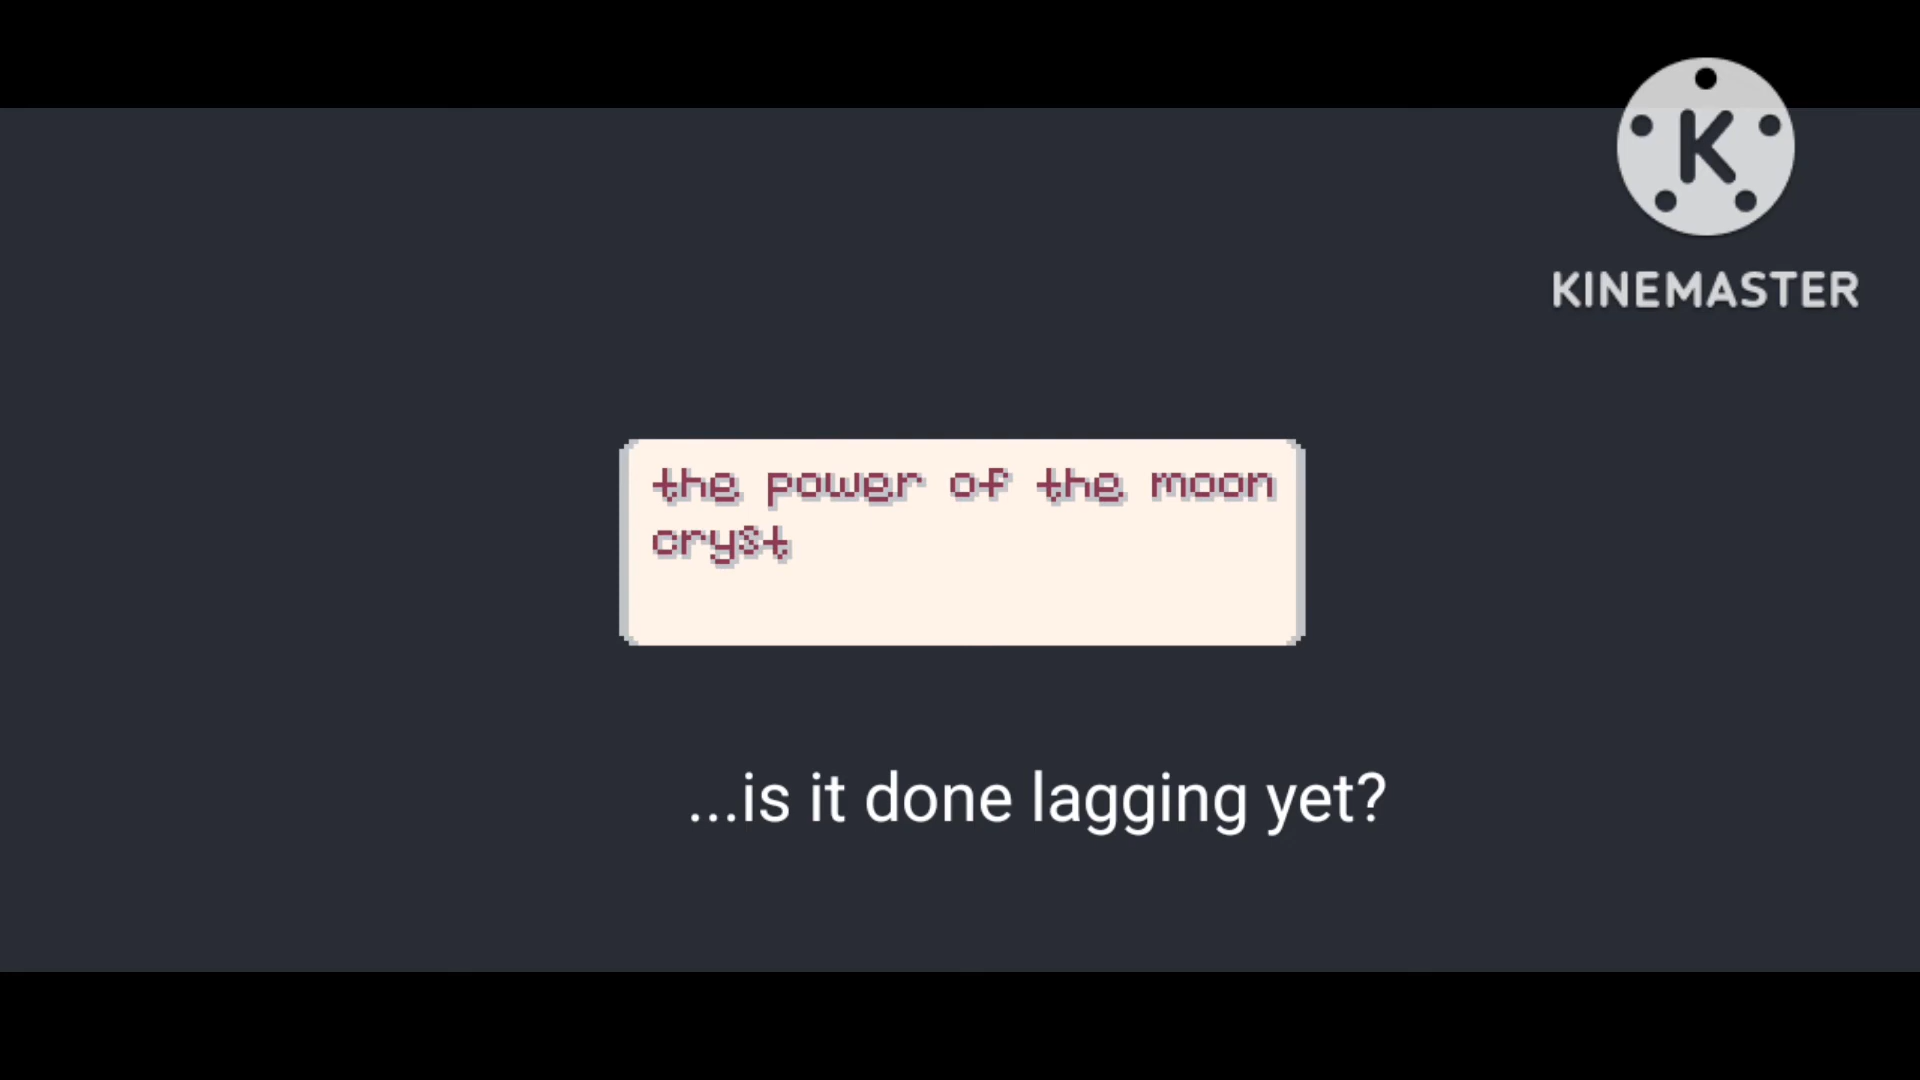 K
KINEMASTER
the power of the moon
cryst
...is it done lagging yet?